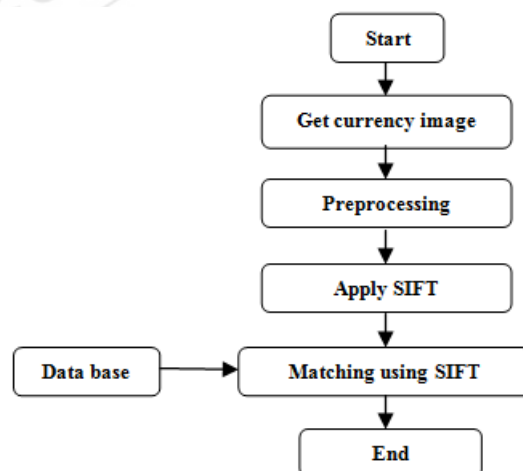 Start
Get currency image
Preprocessing
Apply SIFT
Data base
Matching using SIFT
End